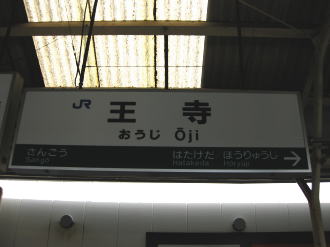 JR 王寺
おうじ Ōji
さんごう はたけだ ほうりゅうじ
Sangō Hatakeda Hōryūji